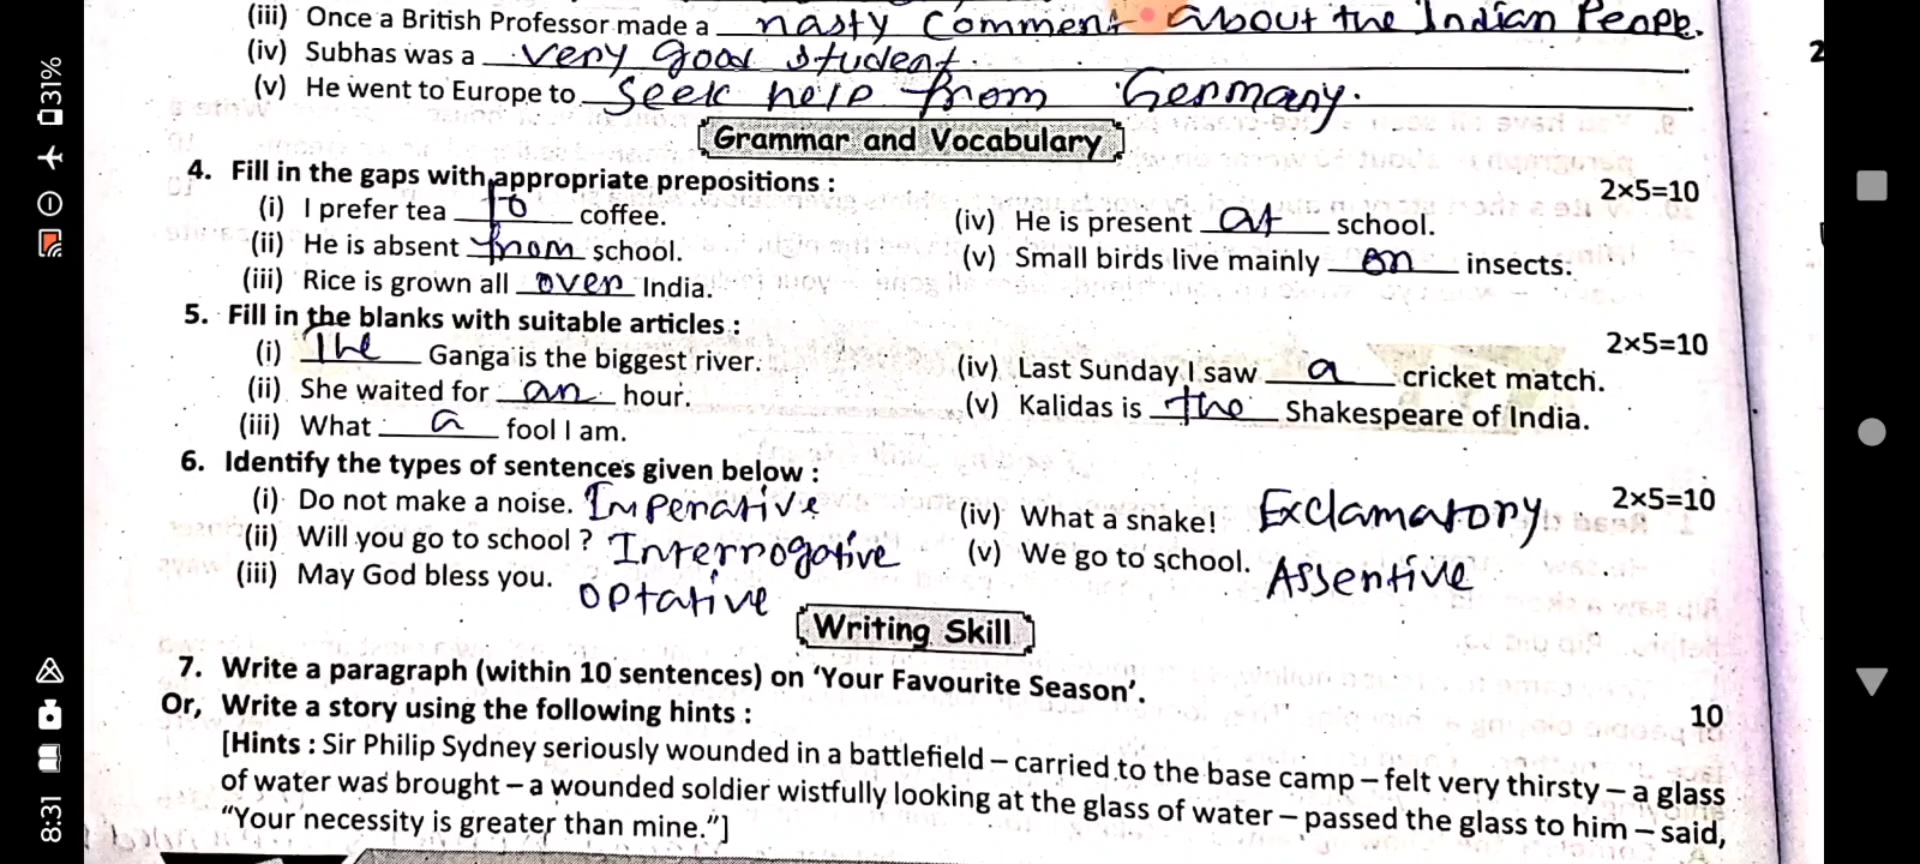 (iii) Once a British Professor made a nasty comment about the Indian People.
(iv) Subhas was a very good student.
(v) He went to Europe to seek help from Germany.
Grammar and Vocabulary
4. Fill in the gaps with appropriate prepositions : 2×5=10
(i) I prefer tea to coffee.
(ii) He is absent from school.
(iii) Rice is grown all over India.
(iv) He is present at school.
(v) Small birds live mainly on insects.
5. Fill in the blanks with suitable articles : 2×5=10
(i) The Ganga is the biggest river.
(ii) She waited for an hour.
(iii) What a fool I am.
(iv) Last Sunday I saw a cricket match.
(v) Kalidas is the Shakespeare of India.
6. Identify the types of sentences given below : 2×5=10
(i) Do not make a noise. Imperative
(ii) Will you go to school ? Interrogative
(iii) May God bless you. Optative
(iv) What a snake! Exclamatory
(v) We go to school. Assertive
Writing Skill
7. Write a paragraph (within 10 sentences) on ‘Your Favourite Season’.
Or, Write a story using the following hints : 10
[Hints : Sir Philip Sydney seriously wounded in a battlefield – carried to the base camp – felt very thirsty – a glass
of water was brought – a wounded soldier wistfully looking at the glass of water – passed the glass to him – said,
“Your necessity is greater than mine.”]
31%
8:31